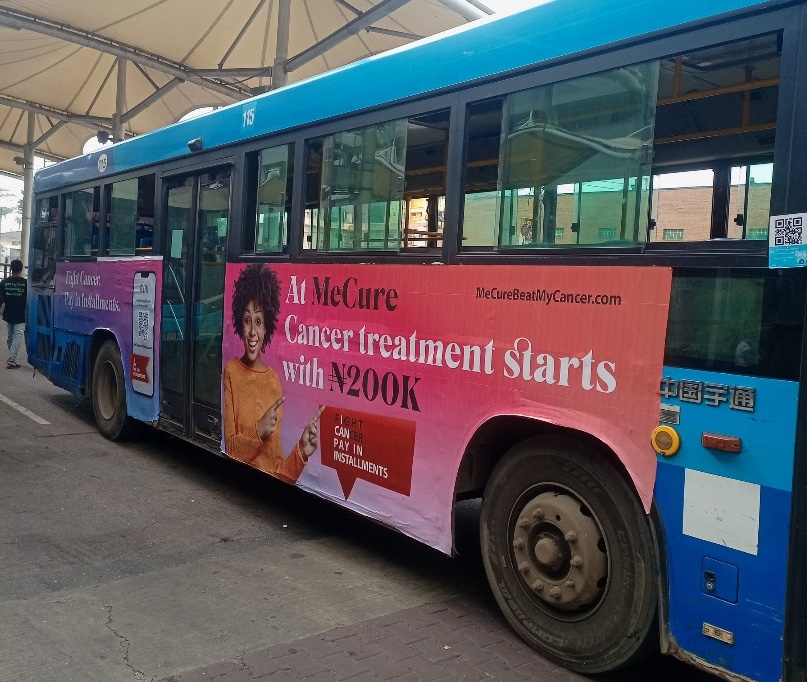 115
115
Fight Cancer.
Pay in Installments.
At MeCure
Cancer treatment starts
with ₦200K
MeCureBeatMyCancer.com
FIGHT
CANCER
PAY IN
INSTALLMENTS
中国宇通